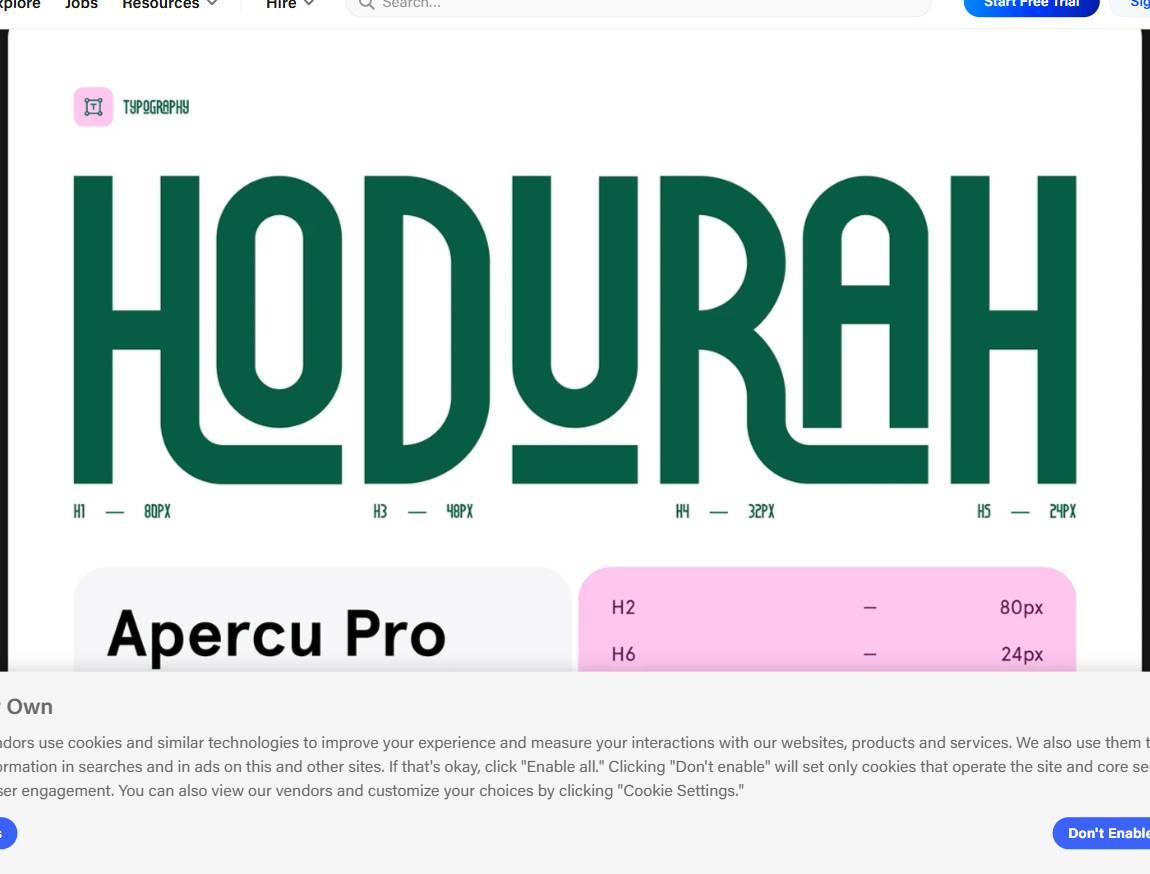 xplore Jobs Resources Hire Search... Start Free Trial Sig
TYPOGRAPHY
HODURAH
H1 — 80PX H3 — 48PX H4 — 32PX H5 — 24PX
Apercu Pro
H2 — 80px
H6 — 24px
Own
ndors use cookies and similar technologies to improve your experience and measure your interactions with our websites, products and services. We also use them t
ormation in searches and in ads on this and other sites. If that's okay, click "Enable all." Clicking "Don't enable" will set only cookies that operate the site and core se
ser engagement. You can also view our vendors and customize your choices by clicking "Cookie Settings."
s Don't Enable